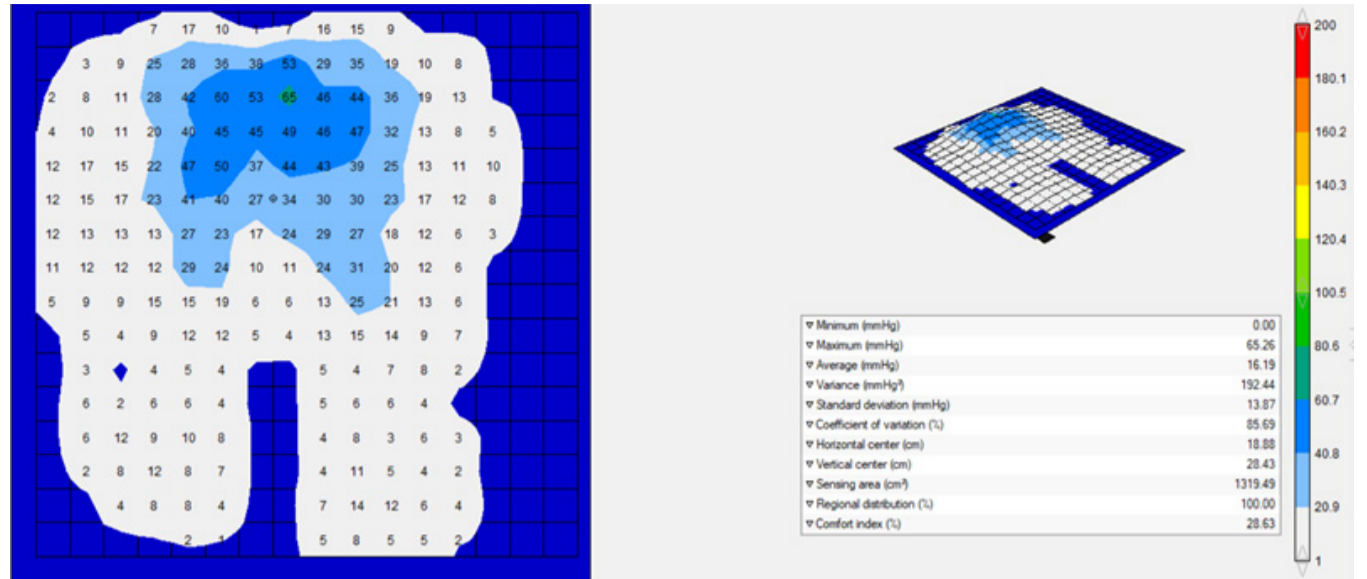 7 17 10 1 7 16 15 9
3 9 25 28 36 38 53 29 35 19 10 8
2 8 11 28 42 60 53 65 46 44 36 19 13
4 10 11 20 40 45 45 49 46 47 32 13 8 5
12 17 15 22 47 50 37 44 43 39 25 13 11 10
12 15 17 23 41 40 27 34 30 30 23 17 12 8
12 13 13 13 27 23 17 24 29 27 18 12 6 3
11 12 12 12 29 24 10 11 24 31 20 12 6
5 9 9 15 15 19 6 6 13 25 21 13 6
5 4 9 12 12 5 4 13 15 14 9 7
3 4 5 4 5 4 7 8 2
6 2 6 6 4 5 6 6 4
6 12 9 10 8 4 8 3 6 3
2 8 12 8 7 4 11 5 4 2
4 8 8 4 7 14 12 6 4
2 1 5 8 5 5 2
Minimum (mmHg) 0.00
Maximum (mmHg) 65.26
Average (mmHg) 16.19
Variance (mmHg²) 192.44
Standard deviation (mmHg) 13.87
Coefficient of variation (%) 85.69
Horizontal center (cm) 18.88
Vertical center (cm) 28.43
Sensing area (cm²) 1319.49
Regional distribution (%) 100.00
Comfort index (%) 28.63
200
180.1
160.2
140.3
120.4
100.5
80.6
60.7
40.8
20.9
1